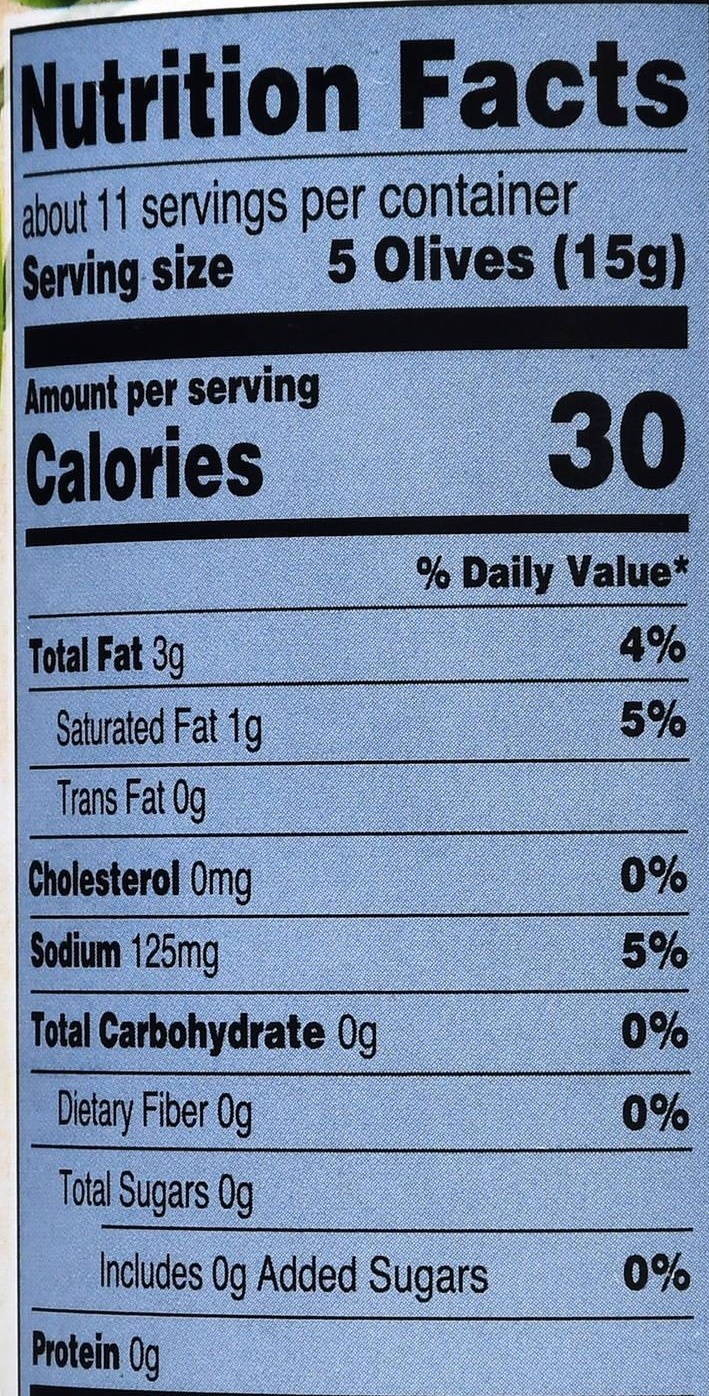 Nutrition Facts
about 11 servings per container
Serving size 5 Olives (15g)
Amount per serving
Calories 30
% Daily Value*
Total Fat 3g 4%
Saturated Fat 1g 5%
Trans Fat 0g
Cholesterol 0mg 0%
Sodium 125mg 5%
Total Carbohydrate 0g 0%
Dietary Fiber 0g 0%
Total Sugars 0g
Includes 0g Added Sugars 0%
Protein 0g